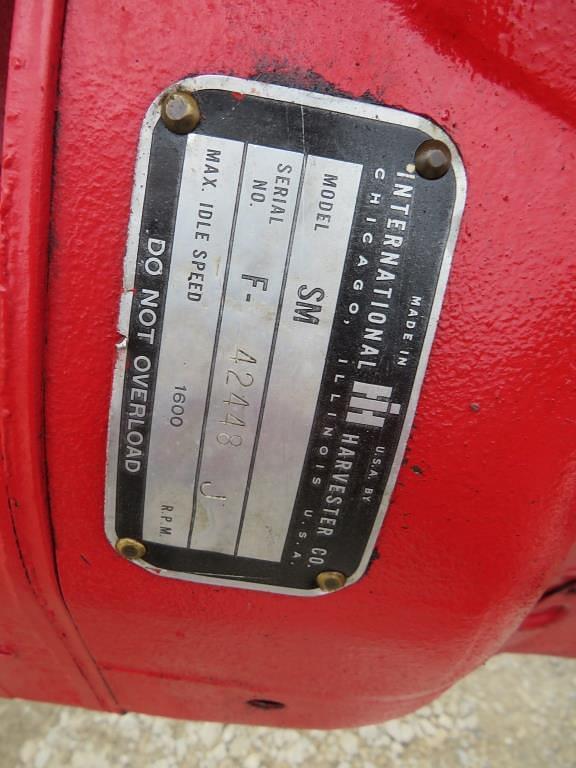 MADE IN U.S.A. BY
INTERNATIONAL IH HARVESTER CO.
CHICAGO, ILLINOIS U.S.A.
MODEL SM
SERIAL NO. F- 42448 J
MAX. IDLE SPEED 1600 R.P.M.
DO NOT OVERLOAD